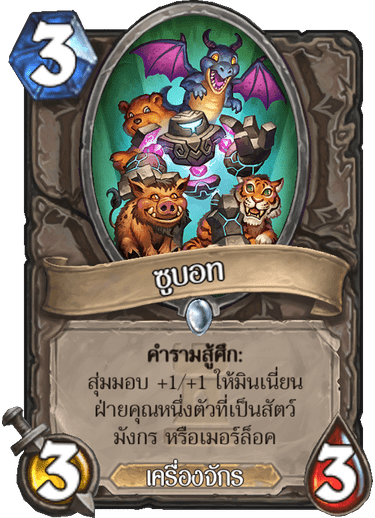 3
ซูบอท
คำรามสู้ศึก:
สุ่มมอบ +1/+1 ให้มินเนี่ยน
ฝ่ายคุณหนึ่งตัวที่เป็นสัตว์
มังกร หรือเมอร์ล็อค
3
เครื่องจักร
3